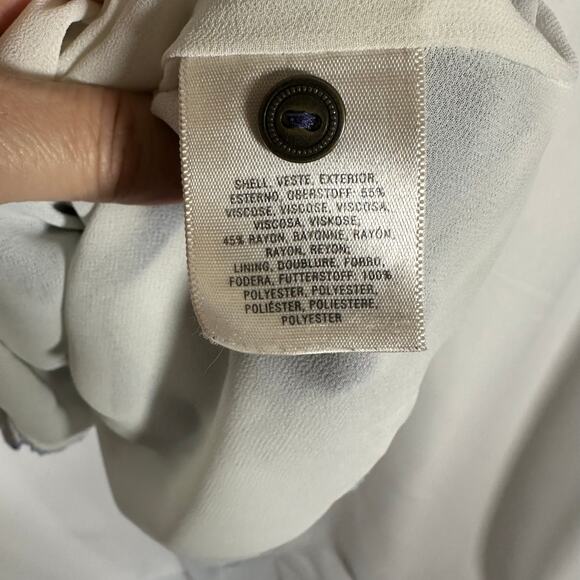 SHELL, VESTE, EXTERIOR,
ESTERNO, OBERSTOFF 55%
VISCOSE, VISCOSE, VISCOSA,
VISCOSA, VISKOSE;
45% RAYON, RAYONNE, RAYON,
RAYON, REYON;
LINING, DOUBLURE, FORRO,
FODERA, FUTTERSTOFF: 100%
POLYESTER, POLYESTER,
POLIÉSTER, POLIESTERE,
POLYESTER